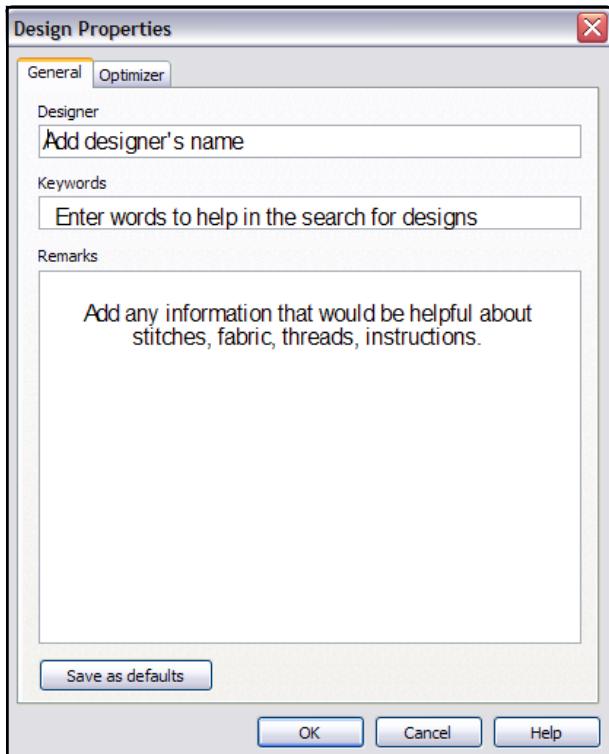 Design Properties
General Optimizer
Designer
Add designer's name
Keywords
Enter words to help in the search for designs
Remarks
Add any information that would be helpful about
stitches, fabric, threads, instructions.
Save as defaults
OK Cancel Help